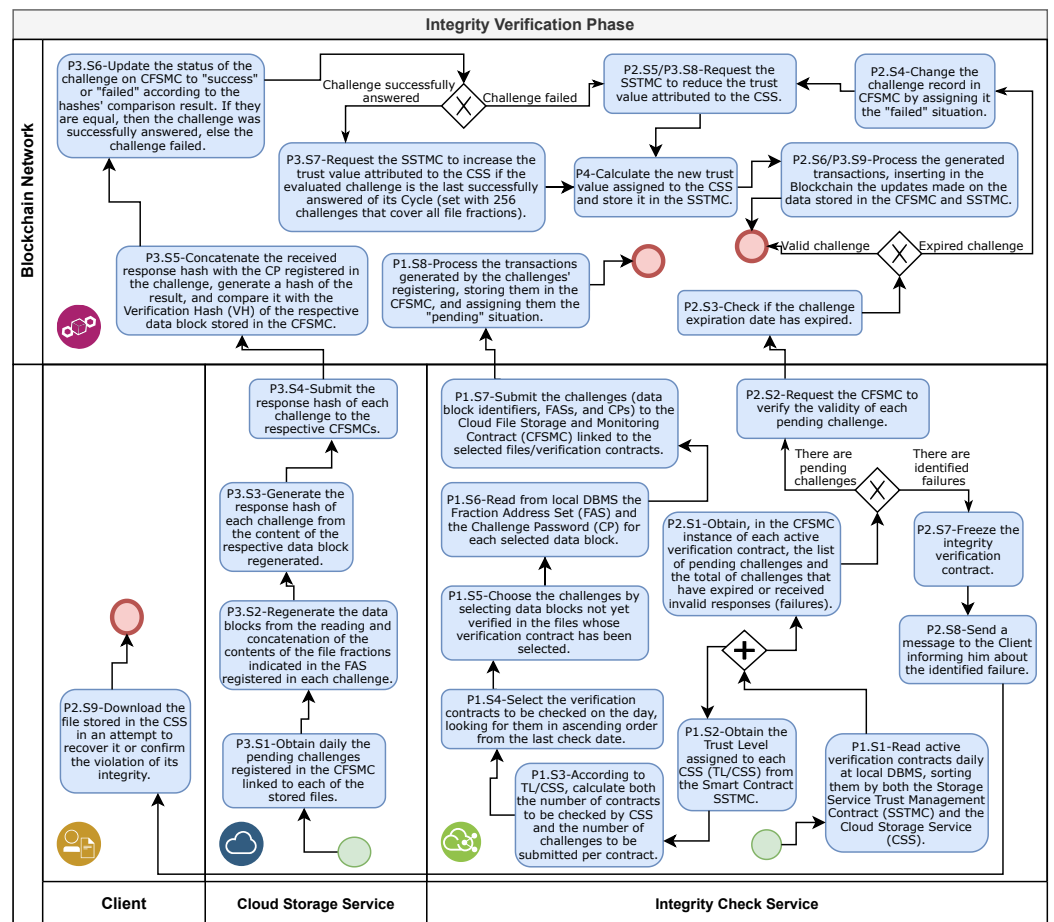 Integrity Verification Phase
Blockchain Network
P3.S6-Update the status of the
challenge on CFSMC to "success"
or "failed" according to the
hashes' comparison result. If they
are equal, then the challenge was
successfully answered, else the
challenge failed.
Challenge successfully
answered
Challenge failed
P2.S5/P3.S8-Request the
SSTMC to reduce the trust
value attributed to the CSS.
P2.S4-Change the
challenge record in
CFSMC by assigning it
the "failed" situation.
P3.S7-Request the SSTMC to increase the
trust value attributed to the CSS if the
evaluated challenge is the last successfully
answered of its Cycle (set with 256
challenges that cover all file fractions).
P4-Calculate the new trust
value assigned to the CSS
and store it in the SSTMC.
P2.S6/P3.S9-Process the generated
transactions, inserting in the
Blockchain the updates made on the
data stored in the CFSMC and SSTMC.
Valid challenge
Expired challenge
P3.S5-Concatenate the received
response hash with the CP registered in
the challenge, generate a hash of the
result, and compare it with the
Verification Hash (VH) of the respective
data block stored in the CFSMC.
P1.S8-Process the transactions
generated by the challenges'
registering, storing them in
the CFSMC, and assigning them the
"pending" situation.
P2.S3-Check if the challenge
expiration date has expired.
P3.S4-Submit the
response hash of each
challenge to the
respective CFSMCs.
P1.S7-Submit the challenges (data
block identifiers, FASs, and CPs) to the
Cloud File Storage and Monitoring
Contract (CFSMC) linked to the
selected files/verification contracts.
P2.S2-Request the CFSMC to
verify the validity of each
pending challenge.
There are
pending
challenges
There are
identified
failures
P3.S3-Generate the
response hash of
each challenge from
the content of the
respective data block
regenerated.
P1.S6-Read from local DBMS the
Fraction Address Set (FAS) and
the Challenge Password (CP) for
each selected data block.
P2.S1-Obtain, in the CFSMC
instance of each active
verification contract, the list
of pending challenges and
the total of challenges that
have expired or received
invalid responses (failures).
P2.S7-Freeze the
integrity
verification
contract.
P3.S2-Regenerate the data
blocks from the reading and
concatenation of the
contents of the file fractions
indicated in the FAS
registered in each challenge.
P1.S5-Choose the challenges by
selecting data blocks not yet
verified in the files whose
verification contract has been
selected.
P2.S8-Send a
message to the Client
informing him about
the identified failure.
P2.S9-Download the
file stored in the CSS
in an attempt to
recover it or confirm
the violation of its
integrity.
P3.S1-Obtain daily the
pending challenges
registered in the CFSMC
linked to each of the
stored files.
P1.S4-Select the verification
contracts to be checked on the day,
looking for them in ascending order
from the last check date.
P1.S3-According to
TL/CSS, calculate both
the number of contracts
to be checked by CSS
and the number of
challenges to be
submitted per contract.
P1.S2-Obtain the
Trust Level
assigned to each
CSS (TL/CSS) from
the Smart Contract
SSTMC.
P1.S1-Read active
verification contracts daily
at local DBMS, sorting
them by both the Storage
Service Trust Management
Contract (SSTMC) and the
Cloud Storage Service
(CSS).
Client
Cloud Storage Service
Integrity Check Service